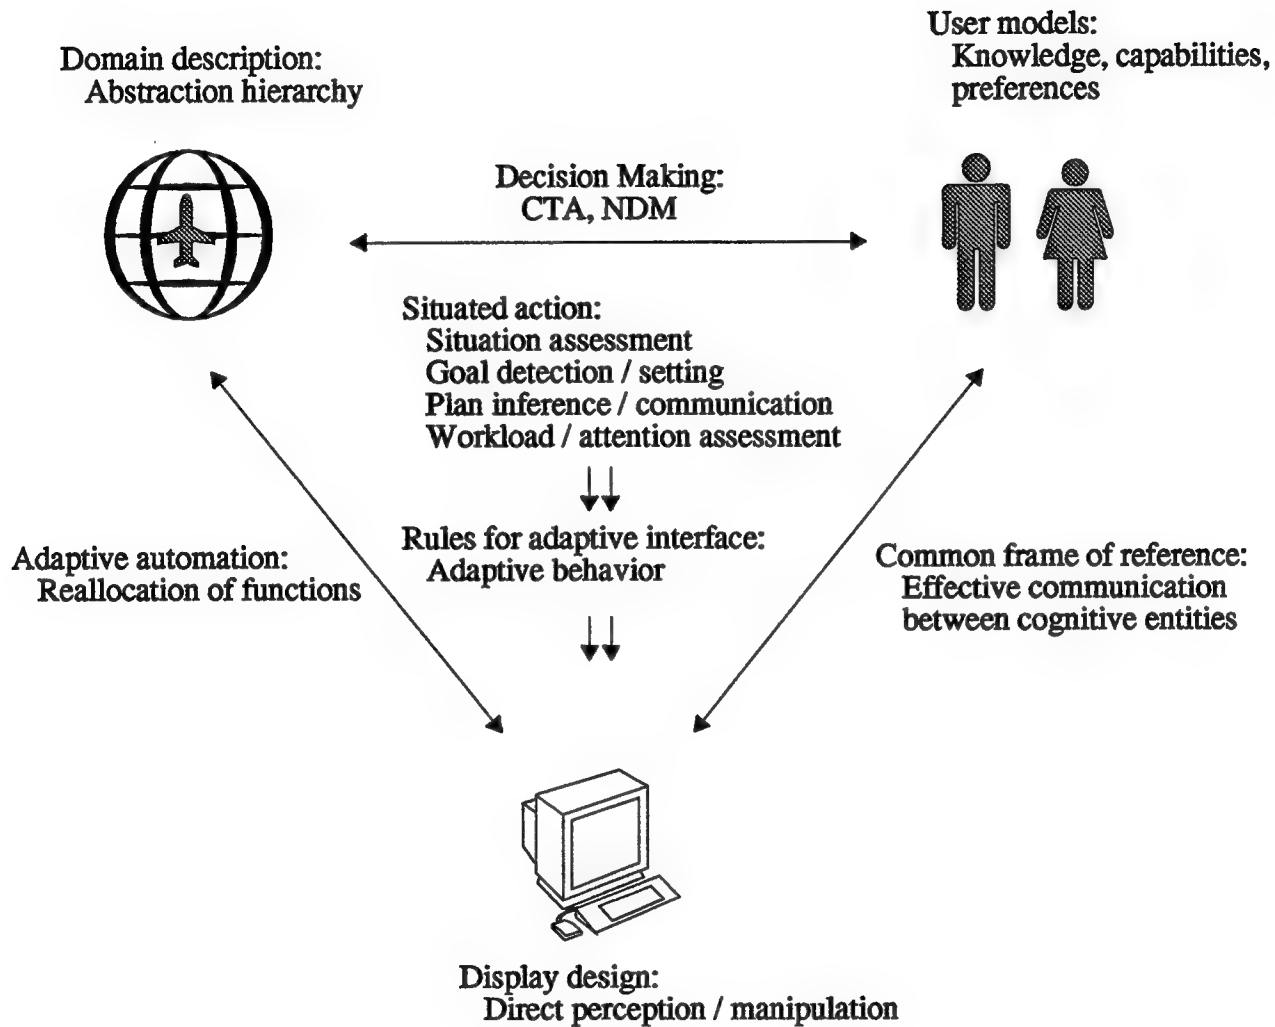 Domain description:
Abstraction hierarchy
User models:
Knowledge, capabilities,
preferences
Decision Making:
CTA, NDM
Situated action:
Situation assessment
Goal detection / setting
Plan inference / communication
Workload / attention assessment
Rules for adaptive interface:
Adaptive behavior
Adaptive automation:
Reallocation of functions
Common frame of reference:
Effective communication
between cognitive entities
Display design:
Direct perception / manipulation